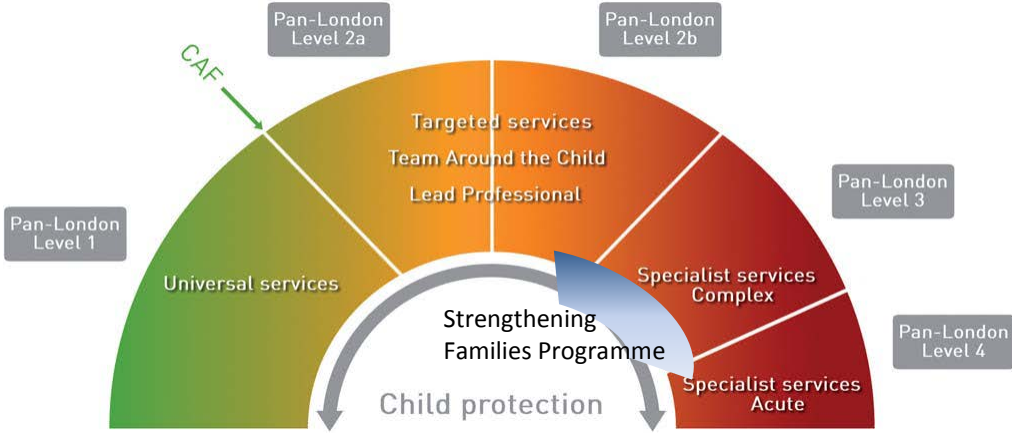 Pan-London
Level 2a
Pan-London
Level 2b
CAF
Targeted services
Team Around the Child
Lead Professional
Pan-London
Level 3
Pan-London
Level 1
Universal services
Specialist services
Complex
Strengthening
Families Programme
Pan-London
Level 4
Specialist services
Acute
Child protection